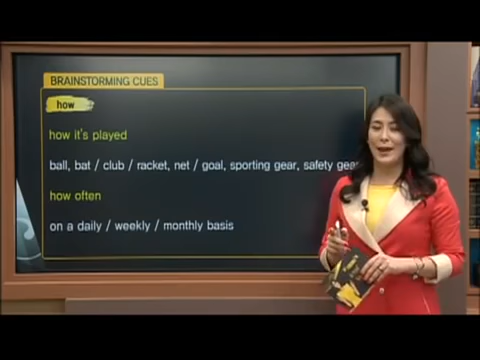 BRAINSTORMING CUES
how
how it's played
ball, bat / club / racket, net / goal, sporting gear, safety gear
how often
on a daily / weekly / monthly basis